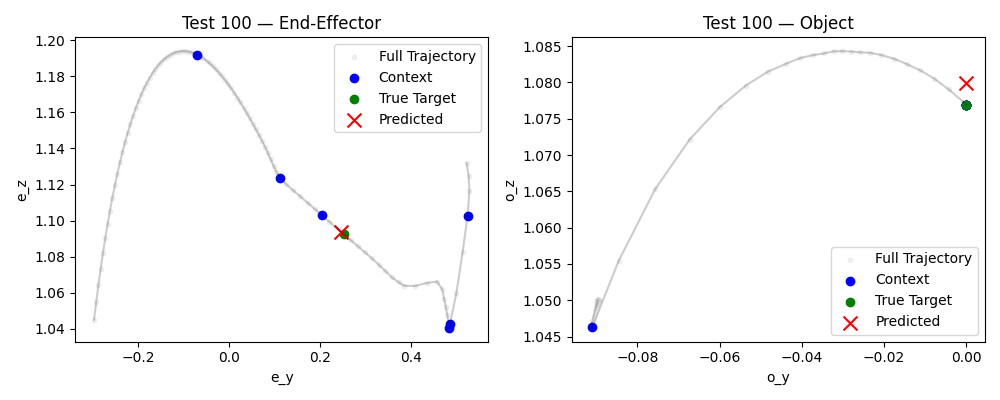 Test 100 — End-Effector
1.20
1.18
1.16
1.14
1.12
1.10
1.08
1.06
1.04
e_z
−0.2
0.0
0.2
0.4
e_y
Full Trajectory
Context
True Target
Predicted
Test 100 — Object
1.085
1.080
1.075
1.070
1.065
1.060
1.055
1.050
1.045
o_z
−0.08
−0.06
−0.04
−0.02
0.00
o_y
Full Trajectory
Context
True Target
Predicted